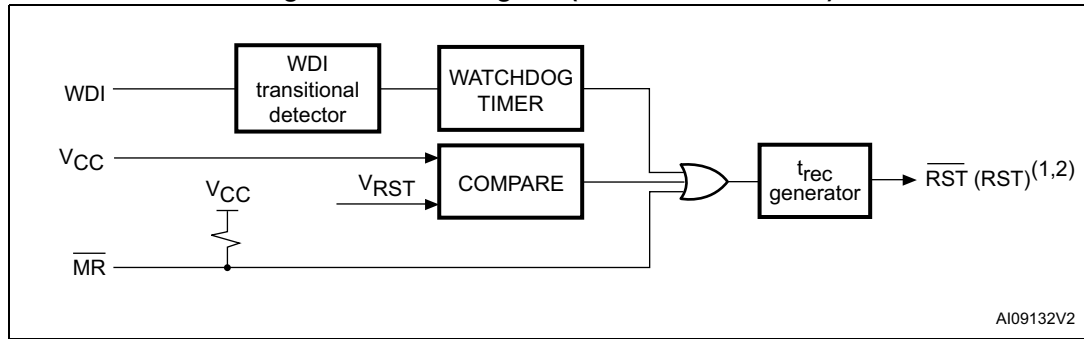 WDI
WDI
transitional
detector
WATCHDOG
TIMER
VCC
VRST
COMPARE
VCC
MR
trec
generator
RST (RST)(1,2)
AI09132V2